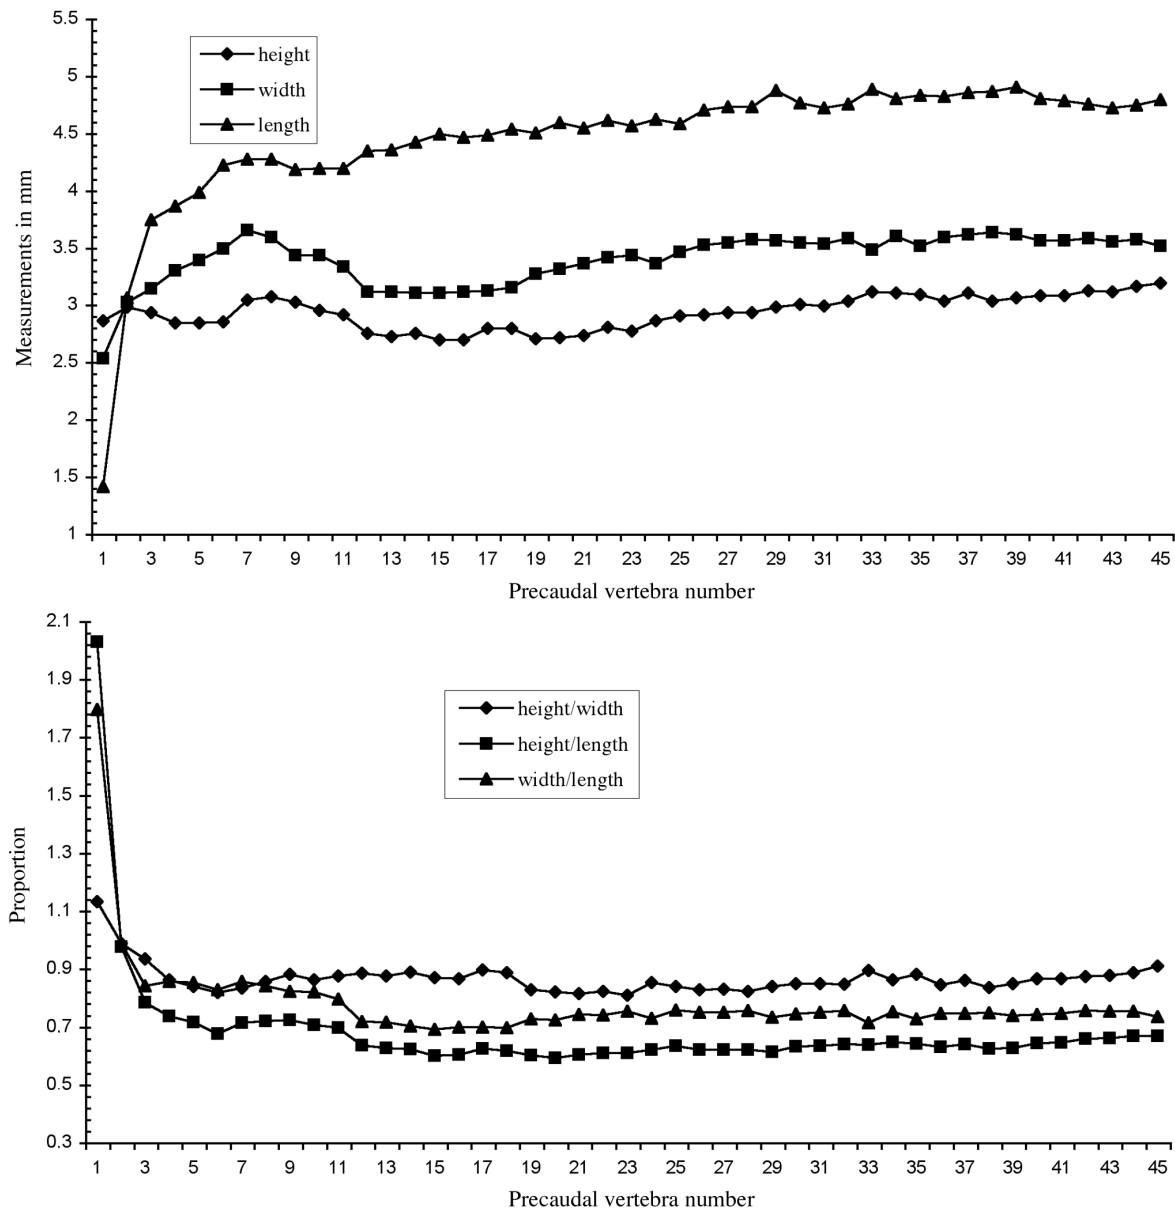 5.5
5
4.5
4
3.5
3
2.5
2
1.5
1
Measurements in mm
height
width
length
1 3 5 7 9 11 13 15 17 19 21 23 25 27 29 31 33 35 37 39 41 43 45
Precaudal vertebra number
2.1
1.9
1.7
1.5
1.3
1.1
0.9
0.7
0.5
0.3
Proportion
height/width
height/length
width/length
1 3 5 7 9 11 13 15 17 19 21 23 25 27 29 31 33 35 37 39 41 43 45
Precaudal vertebra number